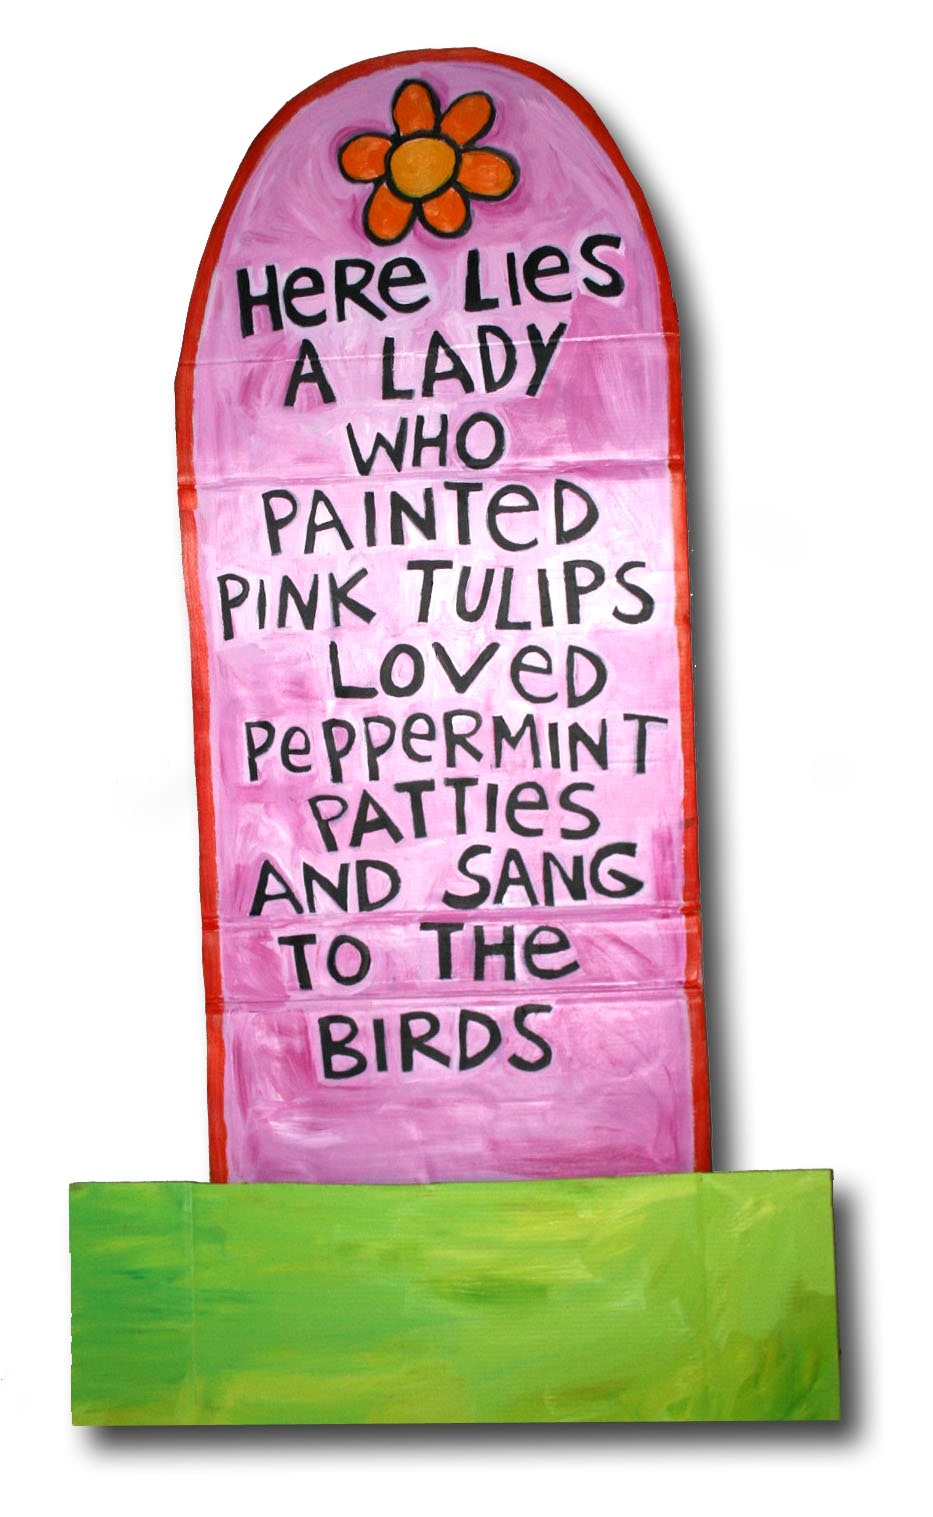 HeRe LIeS
A LADY
WHO
PAINTeD
PINK TULIPS
LOVeD
PePPeRMINT
PATTIeS
AND SANG
TO THe
BIRDS